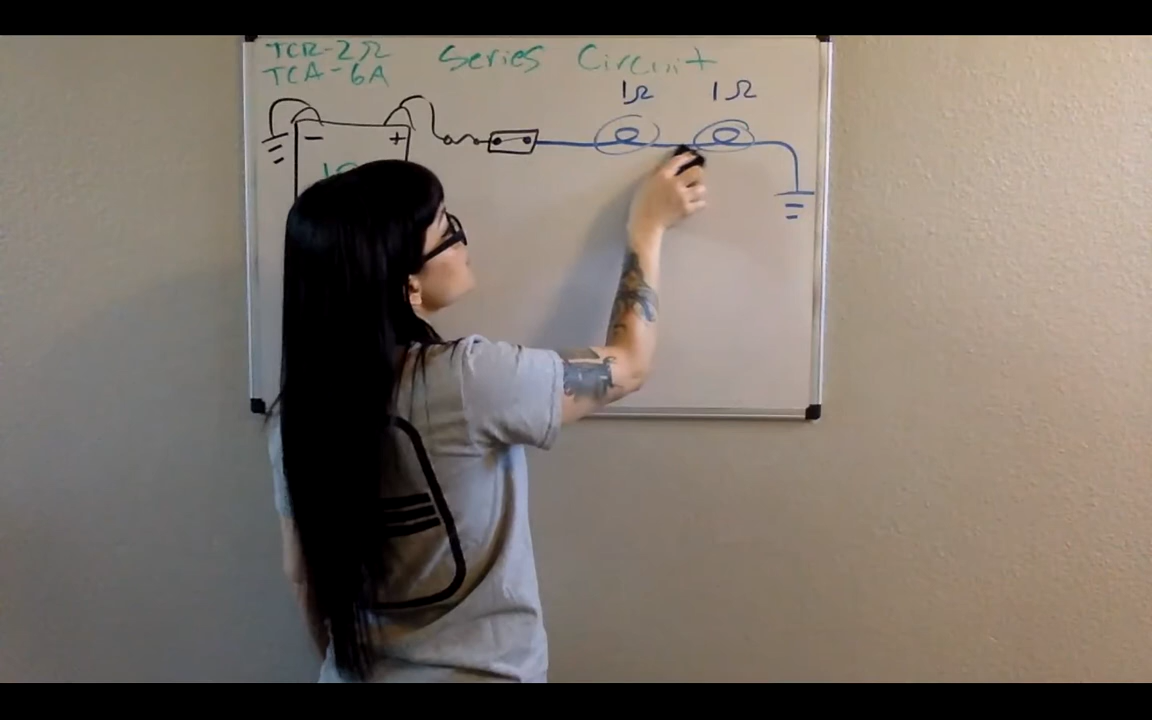 TCR-2Ω
TCA-6A
Series Circuit
1Ω 1Ω
- +